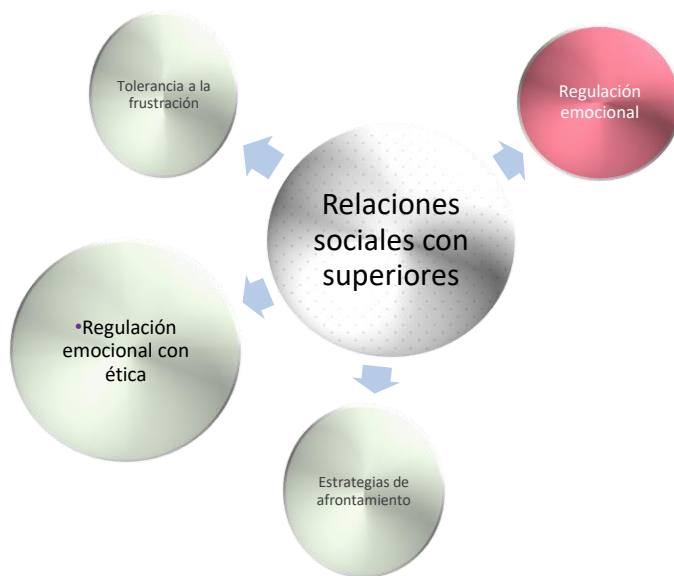 Tolerancia a la
frustración
Regulación
emocional
Relaciones
sociales con
superiores
•Regulación
emocional con
ética
Estrategias de
afrontamiento